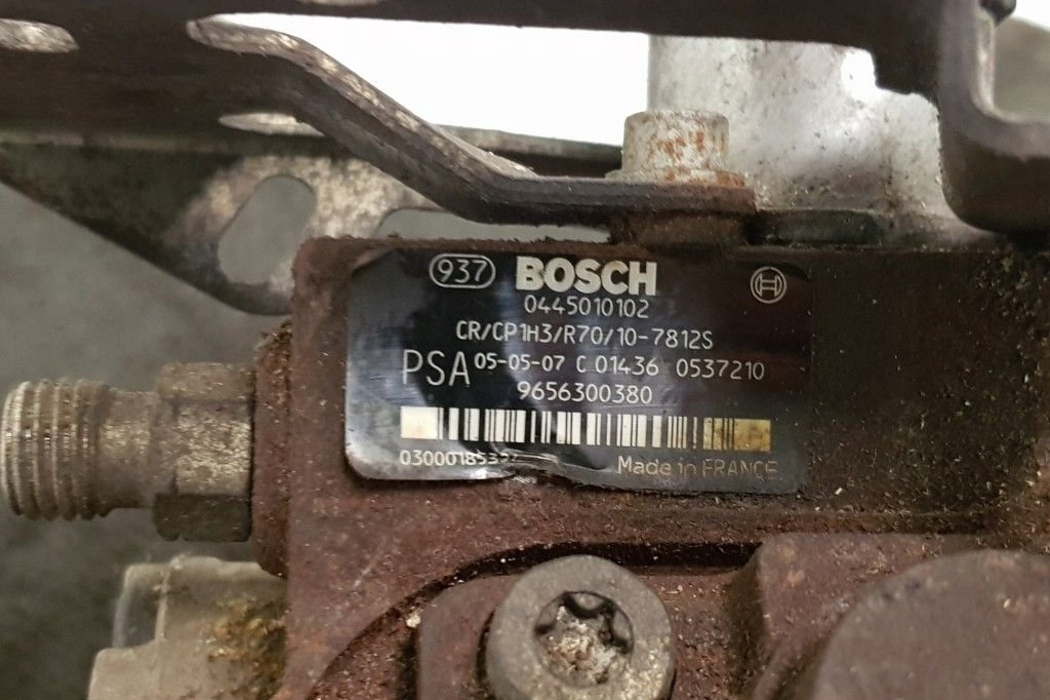 937 BOSCH
0445010102
CR/CP1H3/R70/10-7812S
PSA 05-05-07 C 01436 0537210
9656300380
Made in FRANCE